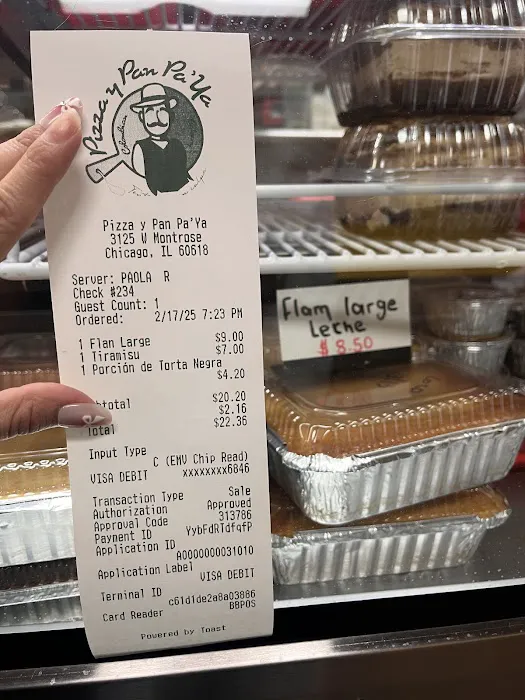 Pizza y Pan Pa'Ya
Colombian
Pizza y Pan Pa'Ya
3125 W Montrose
Chicago, IL 60618
Server: PAOLA R
Check #234
Guest Count: 1
Ordered: 2/17/25 7:23 PM
1 Flan Large $9.00
1 Tiramisu $7.00
1 Porción de Torta Negra
$4.20
btotal $20.20
$2.16
Total $22.36
Input Type
C (EMV Chip Read)
VISA DEBIT xxxxxxxx6846
Transaction Type Sale
Authorization Approved
Approval Code 313786
Payment ID YybFdRTdfqfP
Application ID
A0000000031010
Application Label
VISA DEBIT
Terminal ID
c61d1de2a8a03886
Card Reader BBPOS
Powered by Toast
Flam large
Leche
$ 8.50